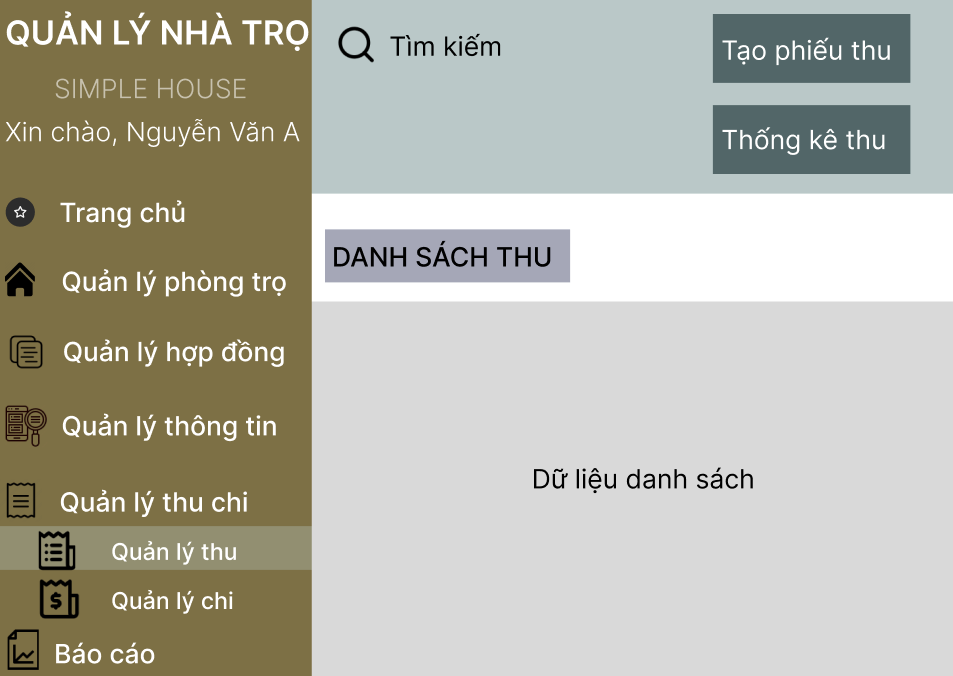 QUẢN LÝ NHÀ TRỌ
SIMPLE HOUSE
Xin chào, Nguyễn Văn A
Trang chủ
Quản lý phòng trọ
Quản lý hợp đồng
Quản lý thông tin
Quản lý thu chi
Quản lý thu
Quản lý chi
Báo cáo
Tìm kiếm
Tạo phiếu thu
Thống kê thu
DANH SÁCH THU
Dữ liệu danh sách